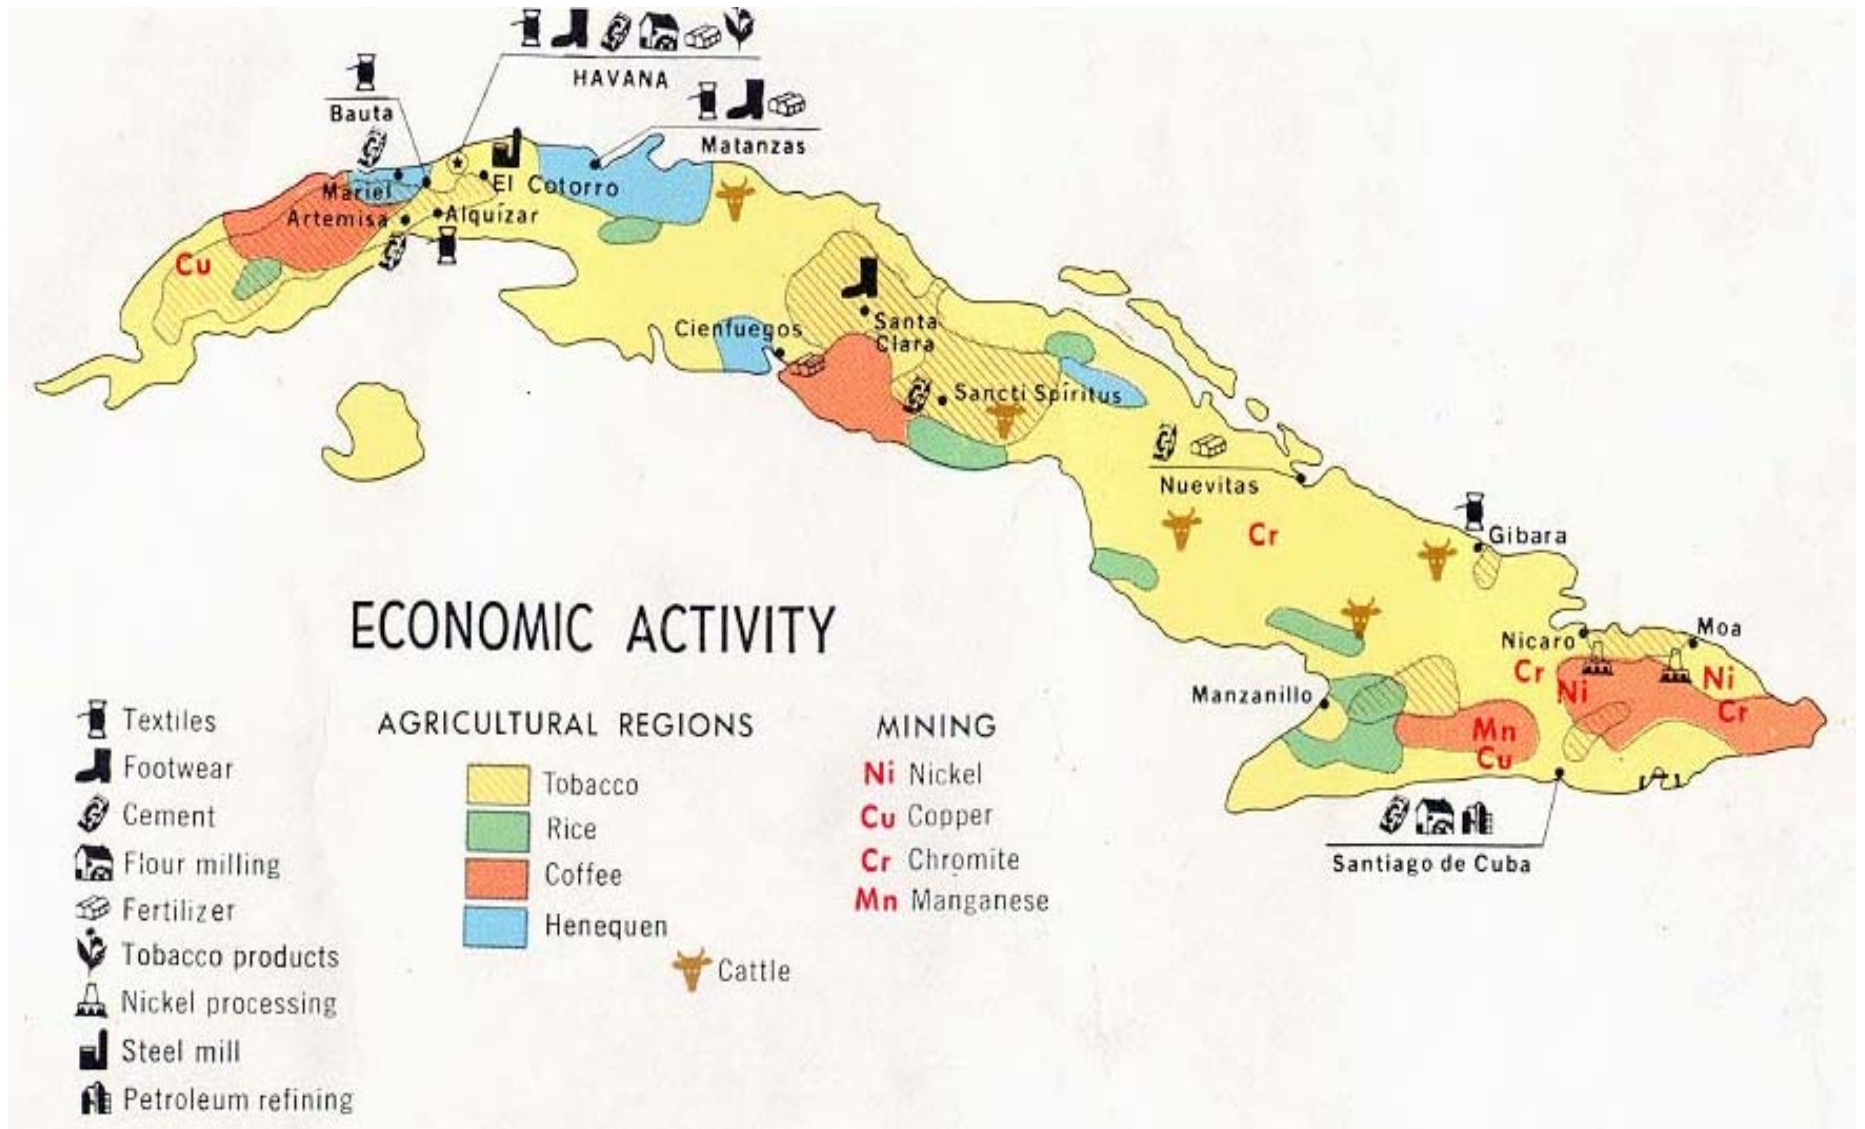 HAVANA
Bauta
Matanzas
Mariel
El Cotorro
Artemisa
Alquízar
Cu
Cienfuegos
Santa
Clara
Sancti Spíritus
Nuevitas
Cr
Gibara
Nicaro
Moa
Cr
Ni
Ni
Cr
Manzanillo
Mn
Cu
Santiago de Cuba
ECONOMIC ACTIVITY
Textiles
Footwear
Cement
Flour milling
Fertilizer
Tobacco products
Nickel processing
Steel mill
Petroleum refining
AGRICULTURAL REGIONS
Tobacco
Rice
Coffee
Henequen
Cattle
MINING
Ni Nickel
Cu Copper
Cr Chromite
Mn Manganese